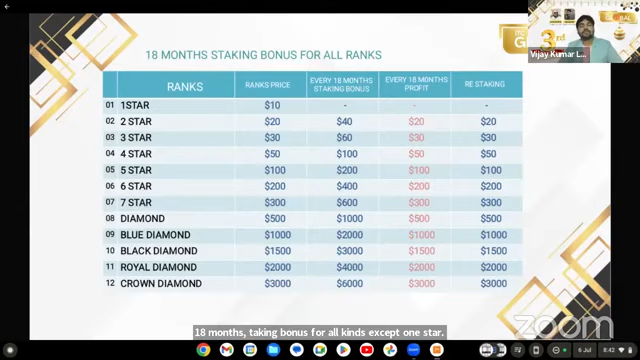 GLOBAL
3rd
Vijay Kumar L...
18 MONTHS STAKING BONUS FOR ALL RANKS
RANKS RANKS PRICE EVERY 18 MONTHS STAKING BONUS EVERY 18 MONTHS PROFIT RE STAKING
01 1STAR $10 - - -
02 2 STAR $20 $40 $20 $20
03 3 STAR $30 $60 $30 $30
04 4 STAR $50 $100 $50 $50
05 5 STAR $100 $200 $100 $100
06 6 STAR $200 $400 $200 $200
07 7 STAR $300 $600 $300 $300
08 DIAMOND $500 $1000 $500 $500
09 BLUE DIAMOND $1000 $2000 $1000 $1000
10 BLACK DIAMOND $1500 $3000 $1500 $1500
11 ROYAL DIAMOND $2000 $4000 $2000 $2000
12 CROWN DIAMOND $3000 $6000 $3000 $3000
zoom
18 months, taking bonus for all kinds except one star.
6 Jul 8:42